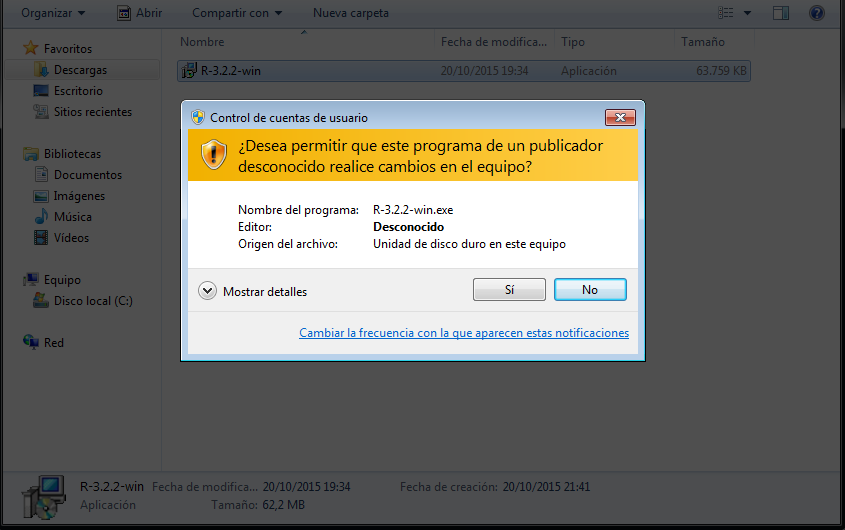 Organizar Abrir Compartir con Nueva carpeta
Nombre Fecha de modifica... Tipo Tamaño
Favoritos
Descargas
Escritorio
Sitios recientes
Bibliotecas
Documentos
Imágenes
Música
Vídeos
Equipo
Disco local (C:)
Red
R-3.2.2-win 20/10/2015 19:34 Aplicación 63.759 KB
Control de cuentas de usuario
¿Desea permitir que este programa de un publicador
desconocido realice cambios en el equipo?
Nombre del programa: R-3.2.2-win.exe
Editor: Desconocido
Origen del archivo: Unidad de disco duro en este equipo
Mostrar detalles Sí No
Cambiar la frecuencia con la que aparecen estas notificaciones
R-3.2.2-win Fecha de modifica... 20/10/2015 19:34 Fecha de creación: 20/10/2015 21:41
Aplicación Tamaño: 62,2 MB